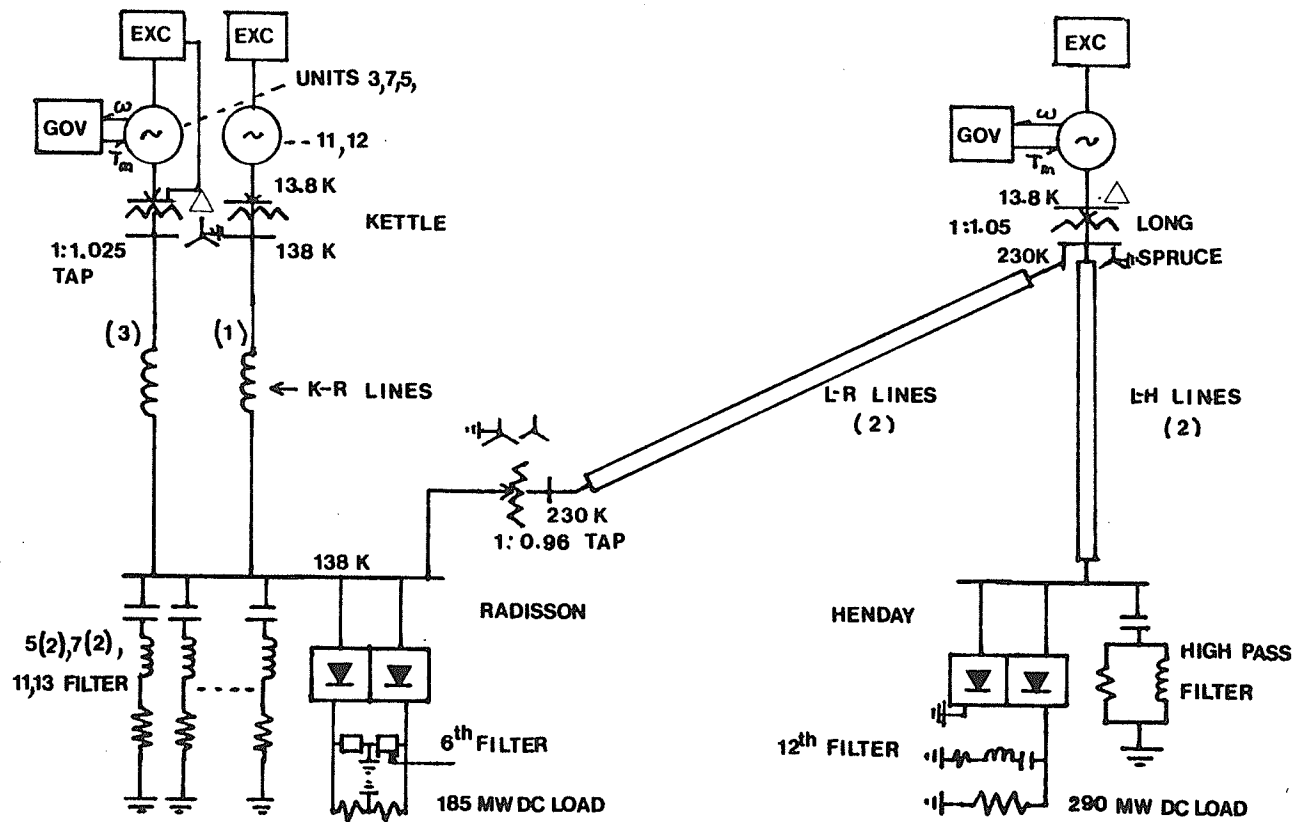 EXC
EXC
EXC
UNITS 3,7,5,
GOV
ω
~
Tm
~
11,12
GOV
ω
~
Tm
13.8 K
KETTLE
13.8K
1:1.05
LONG
1:1.025
TAP
138 K
230K
SPRUCE
(3)
(1)
K-R LINES
L-R LINES
(2)
L-H LINES
(2)
230 K
1:0.96 TAP
138 K
RADISSON
HENDAY
5(2),7(2),
11,13 FILTER
HIGH PASS
FILTER
6th FILTER
12th FILTER
185 MW DC LOAD
290 MW DC LOAD